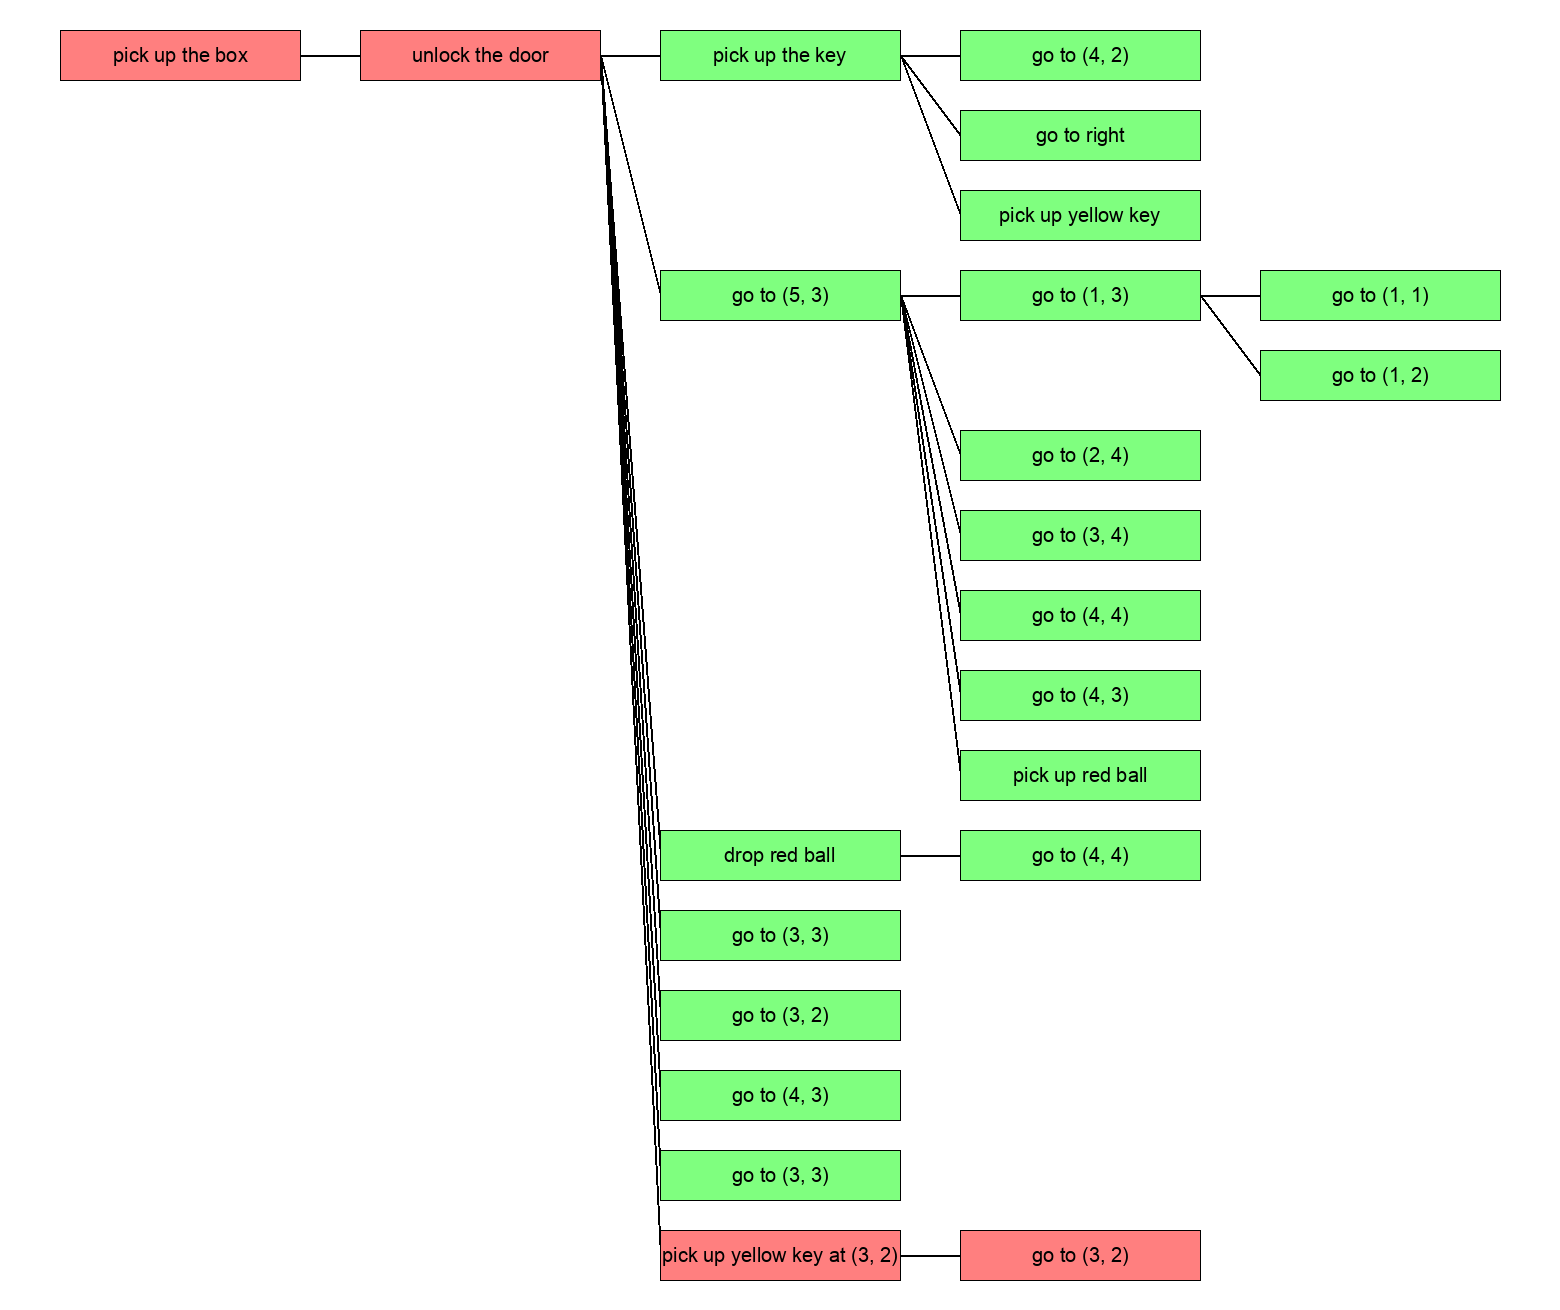 pick up the box
unlock the door
pick up the key
go to (4, 2)
go to right
pick up yellow key
go to (5, 3)
go to (1, 3)
go to (1, 1)
go to (1, 2)
go to (2, 4)
go to (3, 4)
go to (4, 4)
go to (4, 3)
pick up red ball
drop red ball
go to (4, 4)
go to (3, 3)
go to (3, 2)
go to (4, 3)
go to (3, 3)
pick up yellow key at (3, 2)
go to (3, 2)